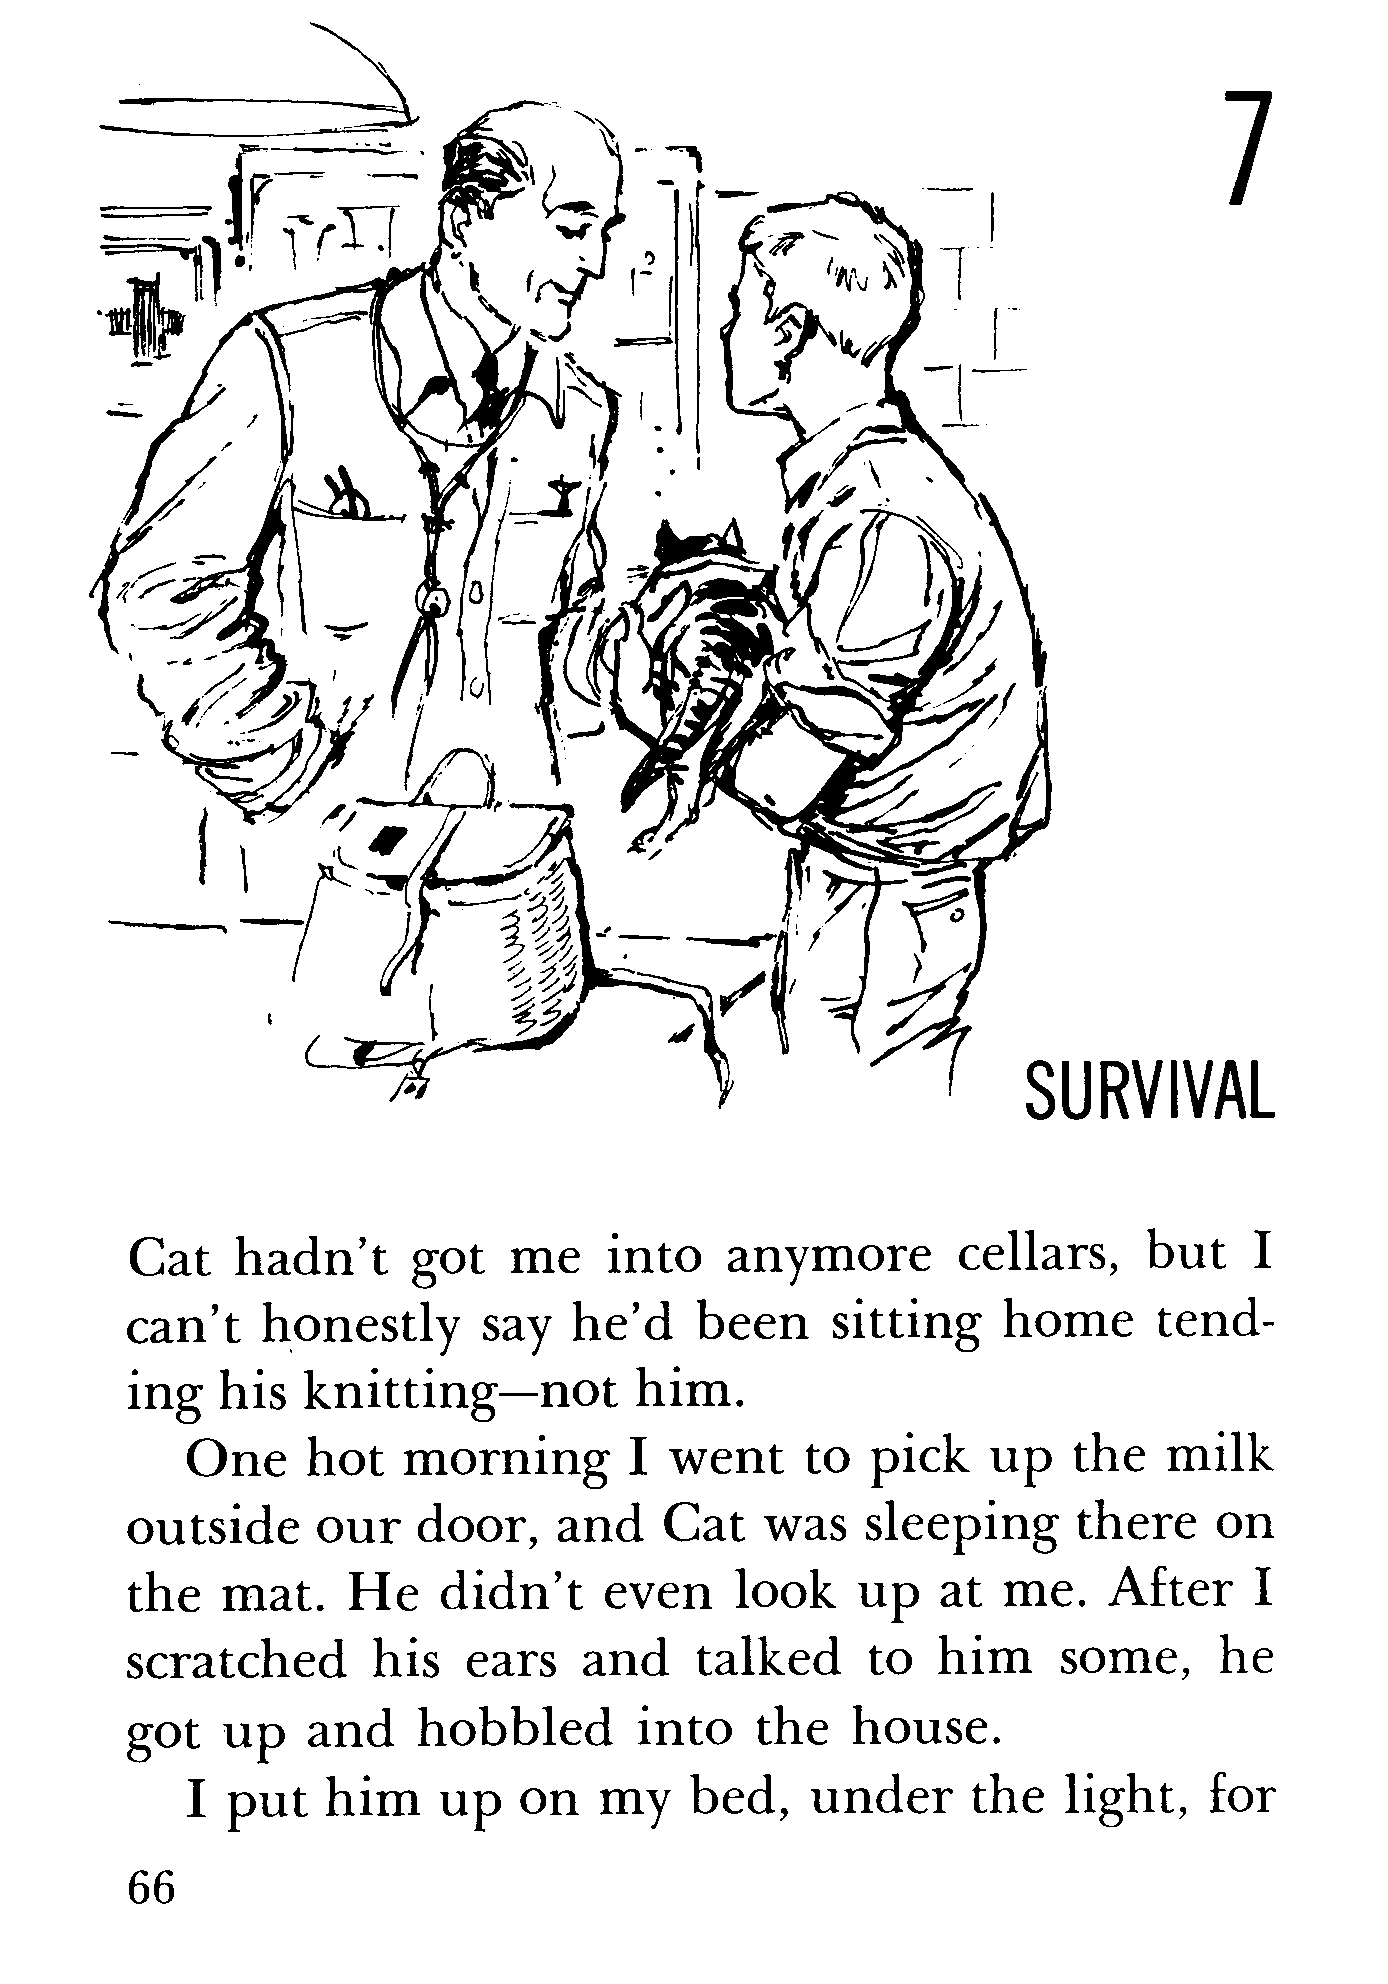 7
SURVIVAL
Cat hadn't got me into anymore cellars, but I
can't honestly say he'd been sitting home tend-
ing his knitting—not him.
One hot morning I went to pick up the milk
outside our door, and Cat was sleeping there on
the mat. He didn't even look up at me. After I
scratched his ears and talked to him some, he
got up and hobbled into the house.
I put him up on my bed, under the light, for
66